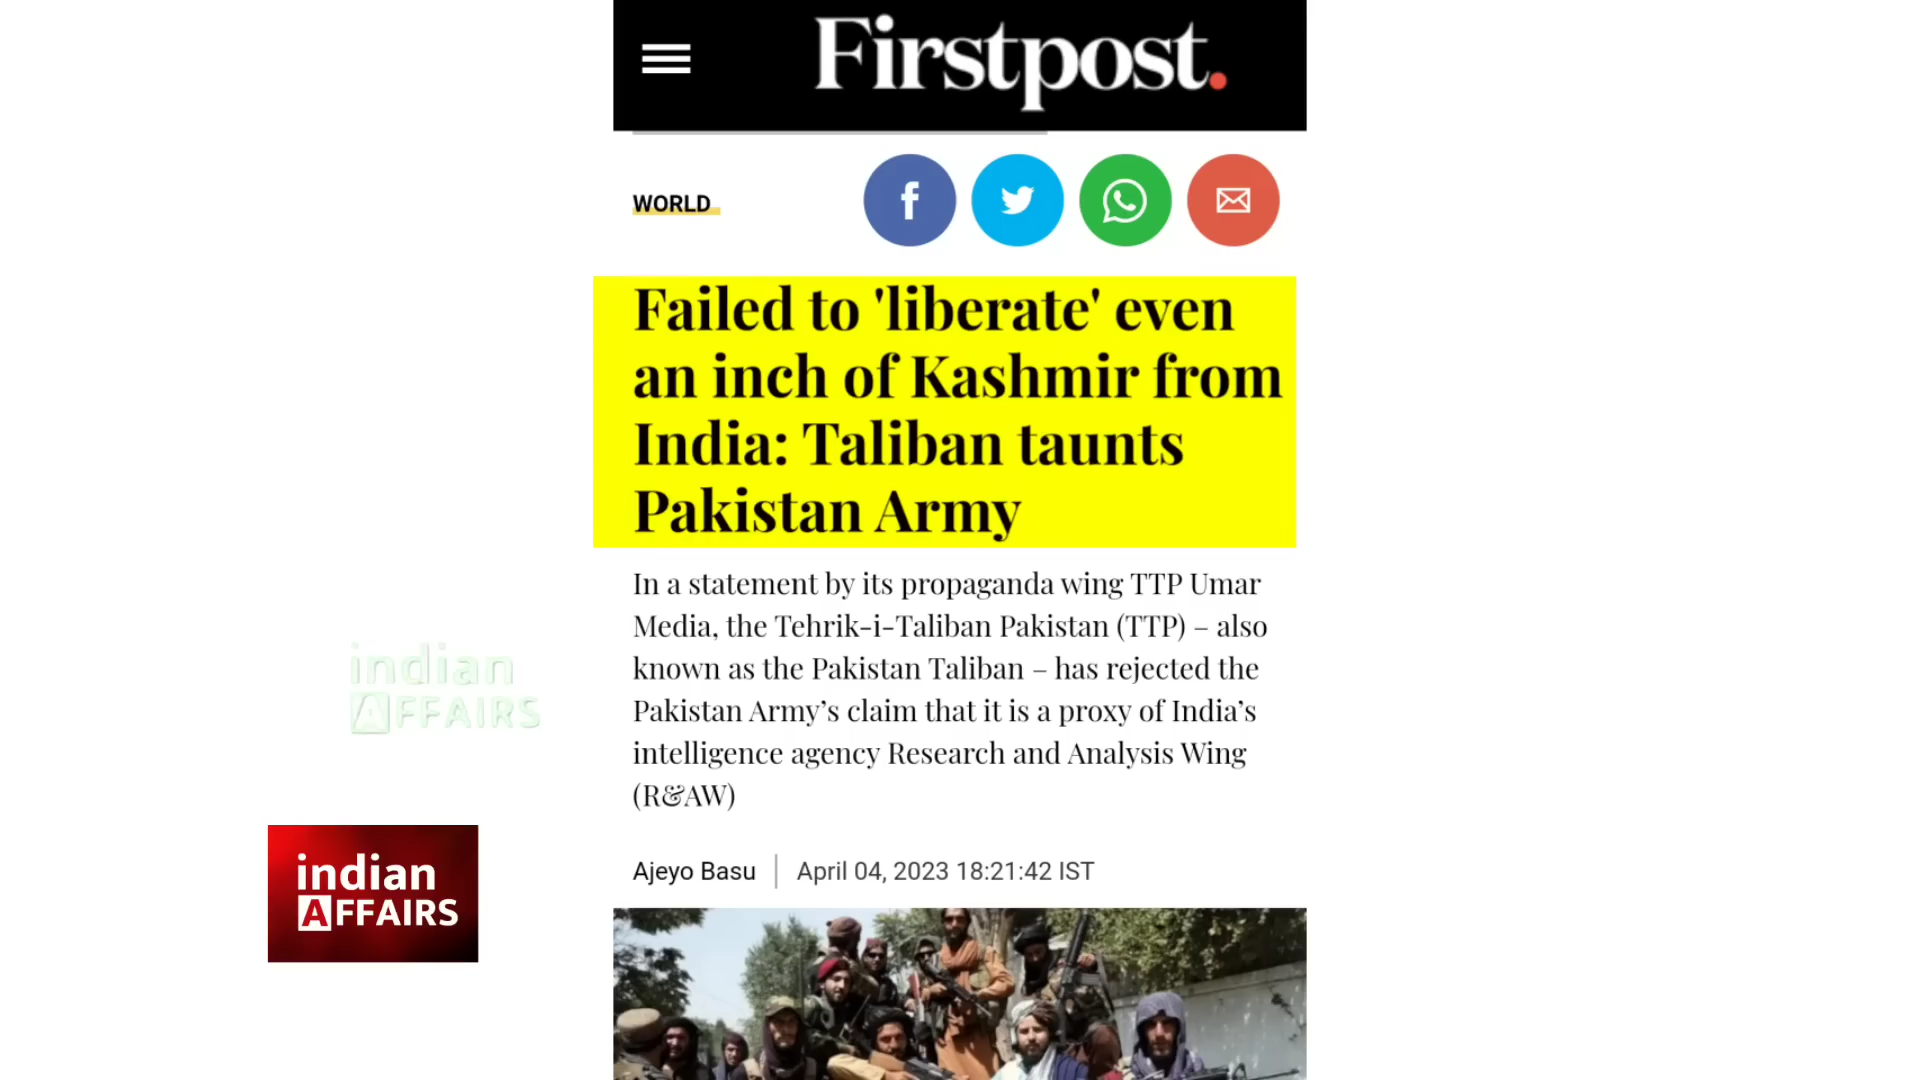 Firstpost.
WORLD
Failed to 'liberate' even
an inch of Kashmir from
India: Taliban taunts
Pakistan Army
In a statement by its propaganda wing TTP Umar
Media, the Tehrik-i-Taliban Pakistan (TTP) – also
known as the Pakistan Taliban – has rejected the
Pakistan Army’s claim that it is a proxy of India’s
intelligence agency Research and Analysis Wing
(R&AW)
Ajeyo Basu | April 04, 2023 18:21:42 IST
indian
AFFAIRS
indian
AFFAIRS